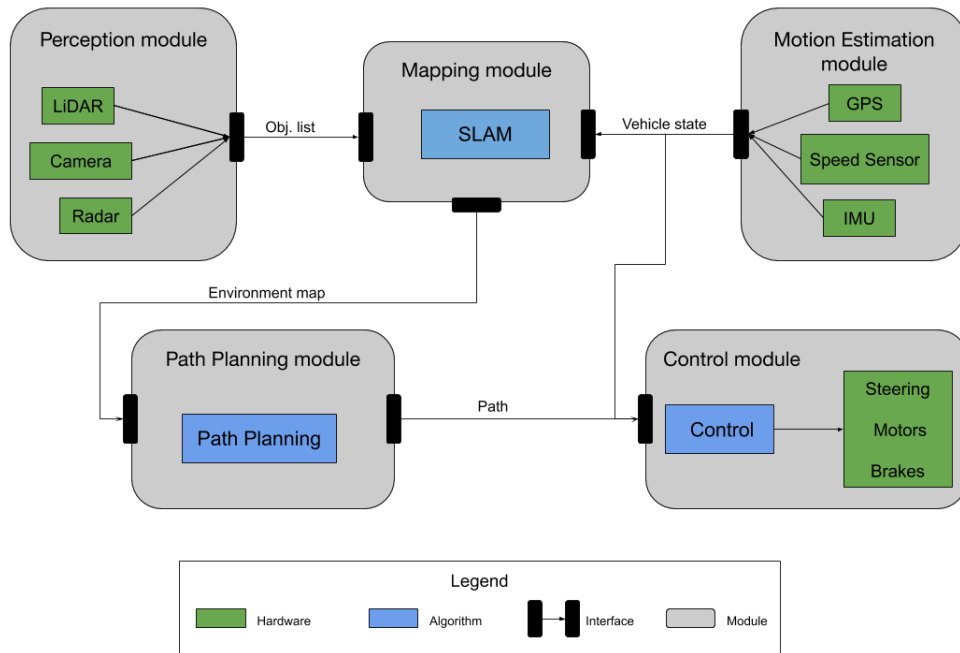 Perception module
LiDAR
Camera
Radar
Obj. list
Mapping module
SLAM
Vehicle state
Motion Estimation
module
GPS
Speed Sensor
IMU
Environment map
Path Planning module
Path Planning
Path
Control module
Control
Steering
Motors
Brakes
Legend
Hardware
Algorithm
Interface
Module